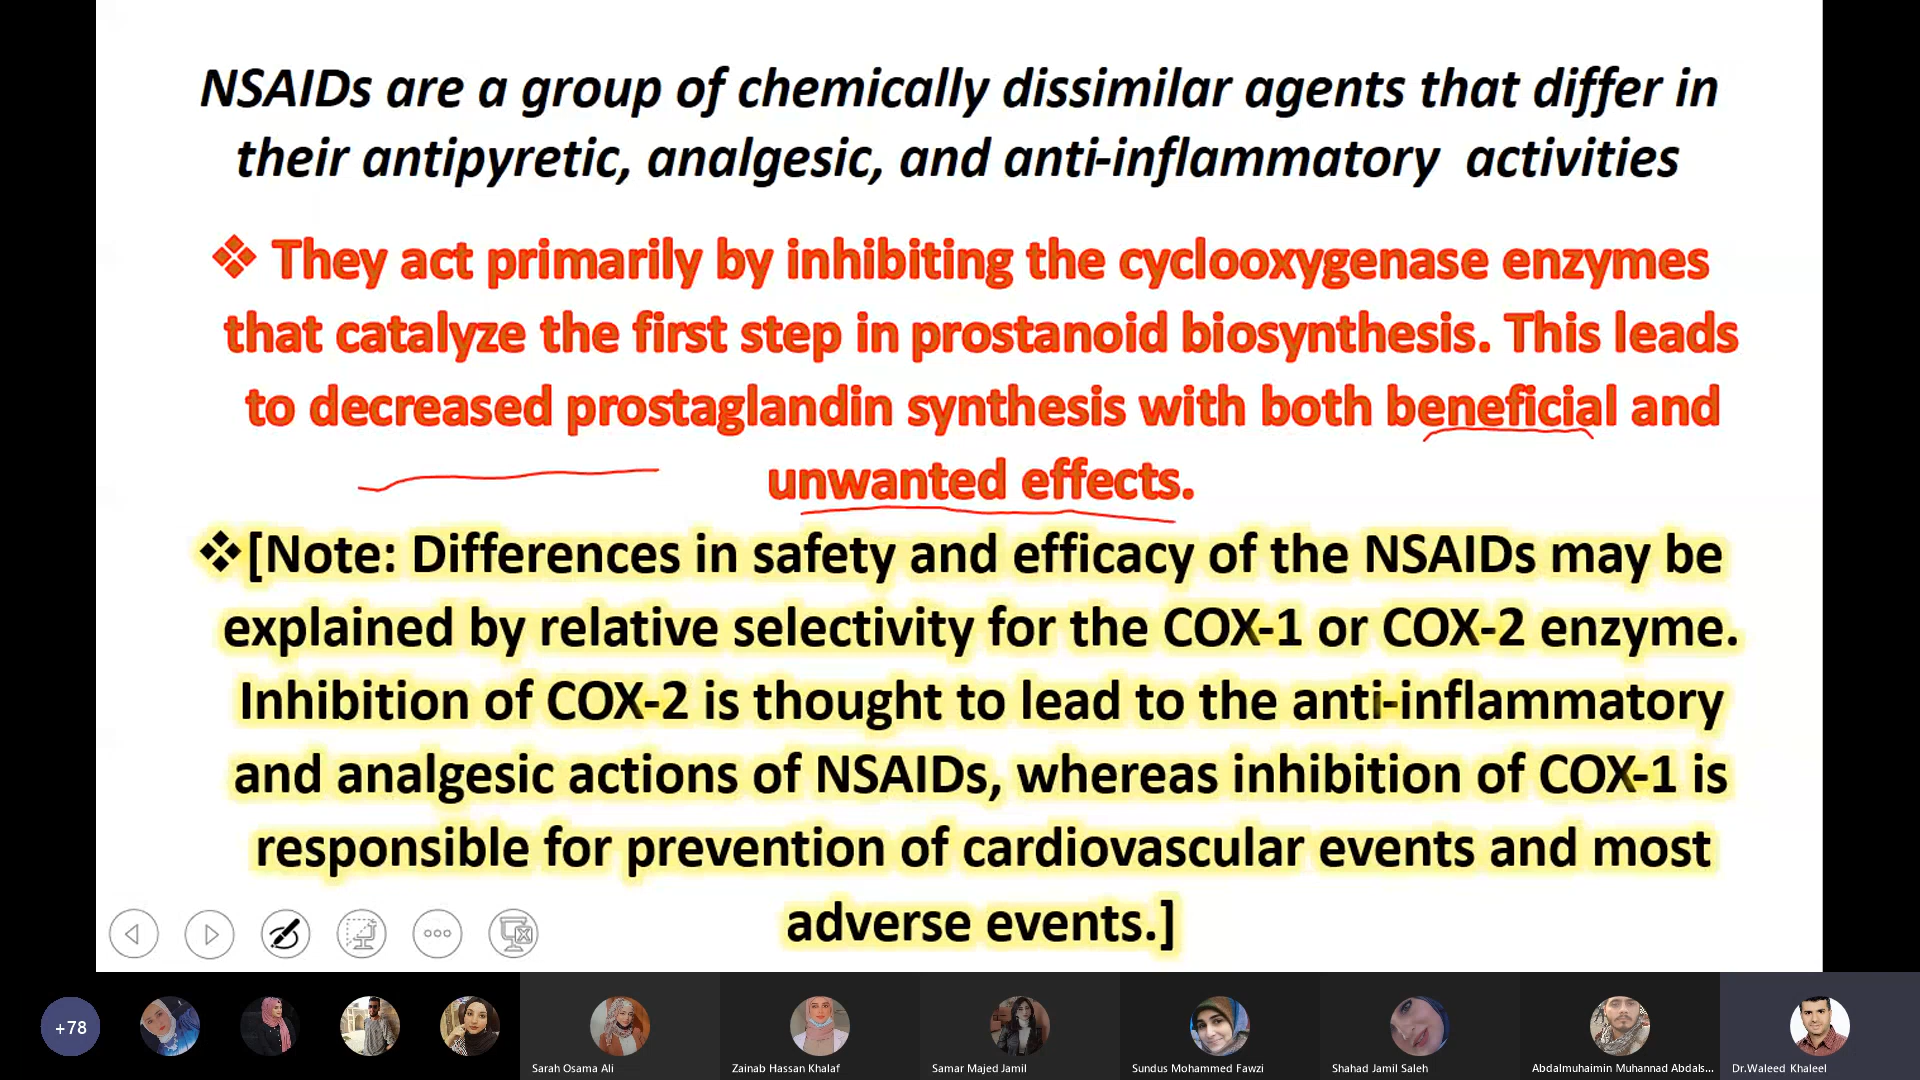 NSAIDs are a group of chemically dissimilar agents that differ in
their antipyretic, analgesic, and anti-inflammatory activities
❖ They act primarily by inhibiting the cyclooxygenase enzymes
that catalyze the first step in prostanoid biosynthesis. This leads
to decreased prostaglandin synthesis with both beneficial and
unwanted effects.
❖[Note: Differences in safety and efficacy of the NSAIDs may be
explained by relative selectivity for the COX-1 or COX-2 enzyme.
Inhibition of COX-2 is thought to lead to the anti-inflammatory
and analgesic actions of NSAIDs, whereas inhibition of COX-1 is
responsible for prevention of cardiovascular events and most
adverse events.]
+78
Sarah Osama Ali
Zainab Hassan Khalaf
Samar Majed Jamil
Sundus Mohammed Fawzi
Shahad Jamil Saleh
Abdalmuhaimin Muhannad Abdals...
Dr.Waleed Khaleel